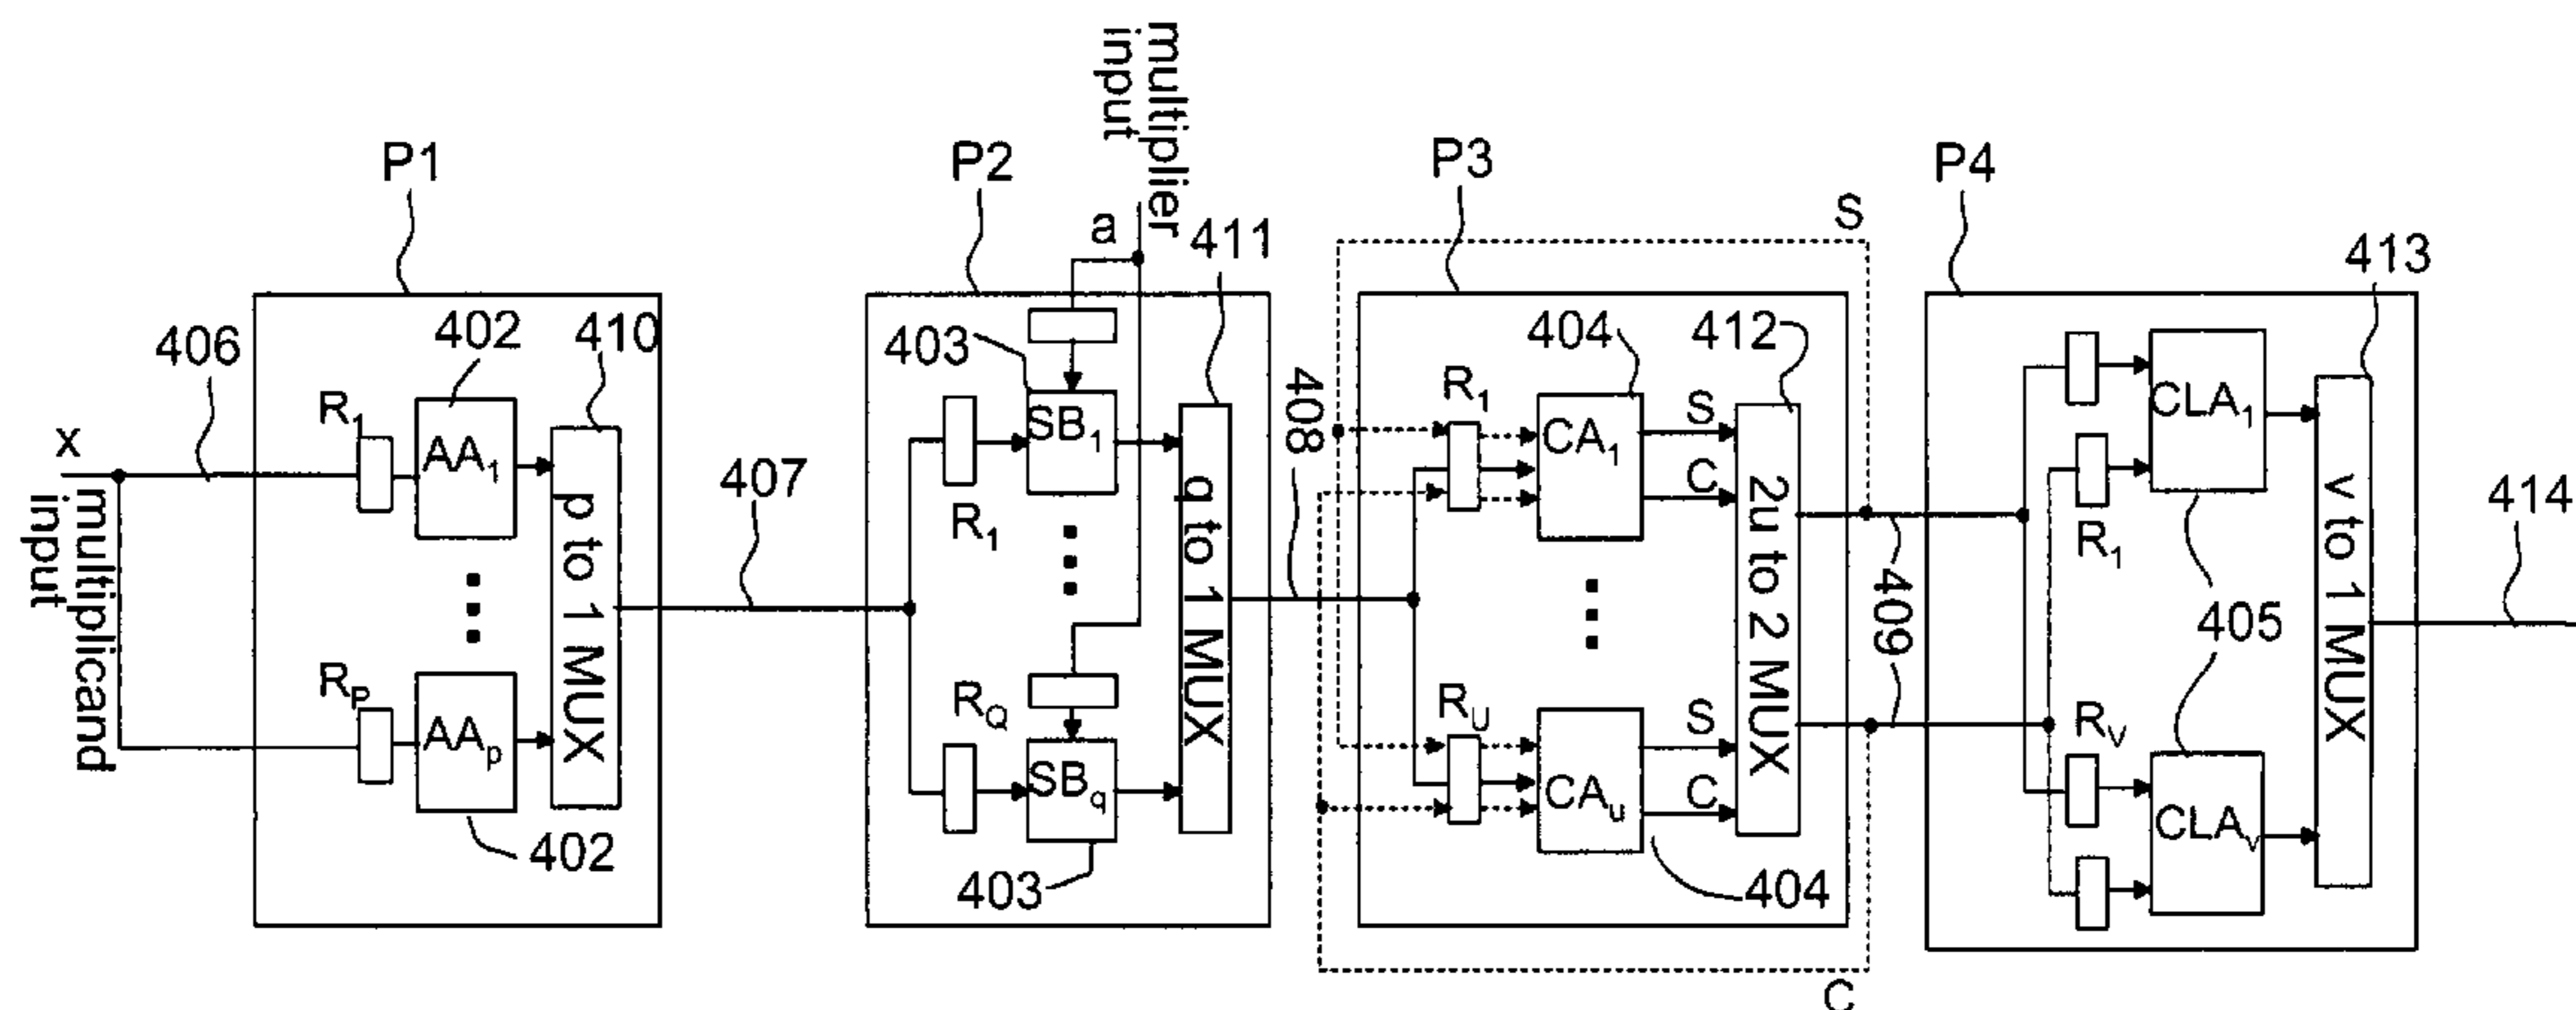 multiplier
input
P1
P2
P3
P4
a
S
411
413
406
402
410
403
404
412
408
X
R1
AA1
p to 1 MUX
407
SB1
R1
q to 1 MUX
R1
CA1
S
C
2u to 2 MUX
CLA1
R1
v to 1 MUX
414
multiplicand
input
409
405
RP
AAp
402
RQ
SBq
403
RU
CAu
S
C
404
RV
CLAv
C